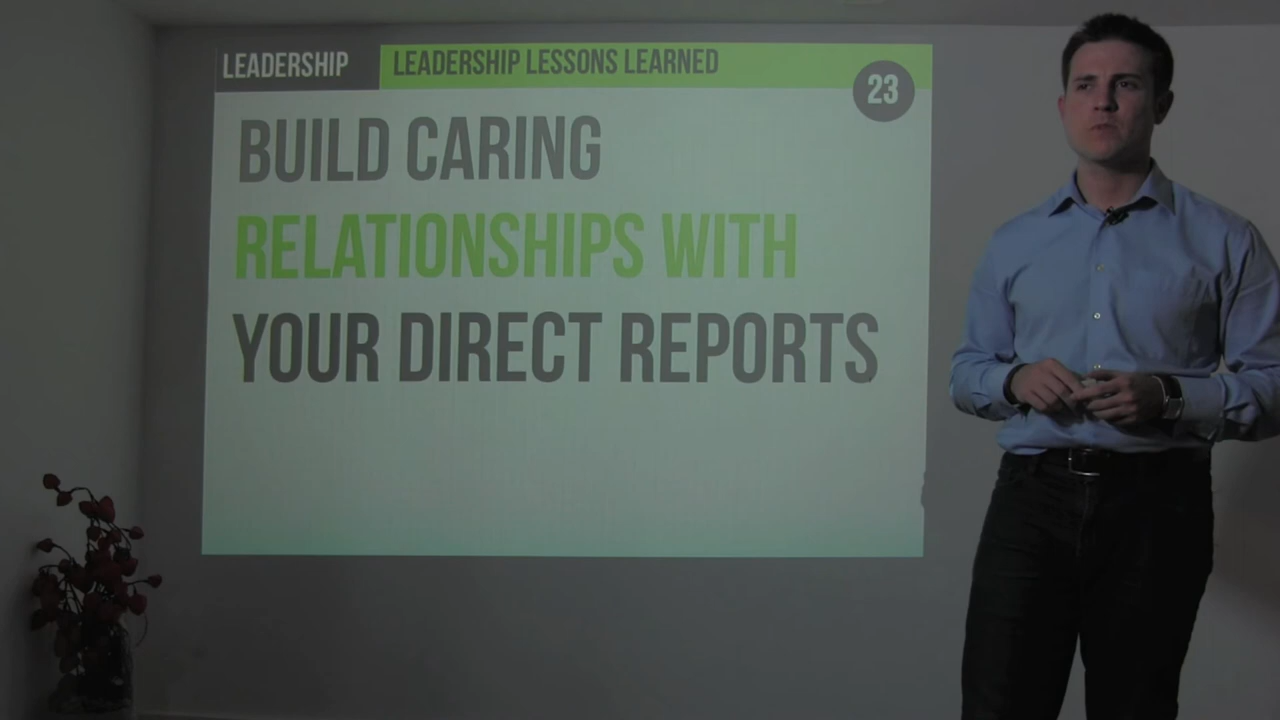 LEADERSHIP
LEADERSHIP LESSONS LEARNED
23
BUILD CARING
RELATIONSHIPS WITH
YOUR DIRECT REPORTS